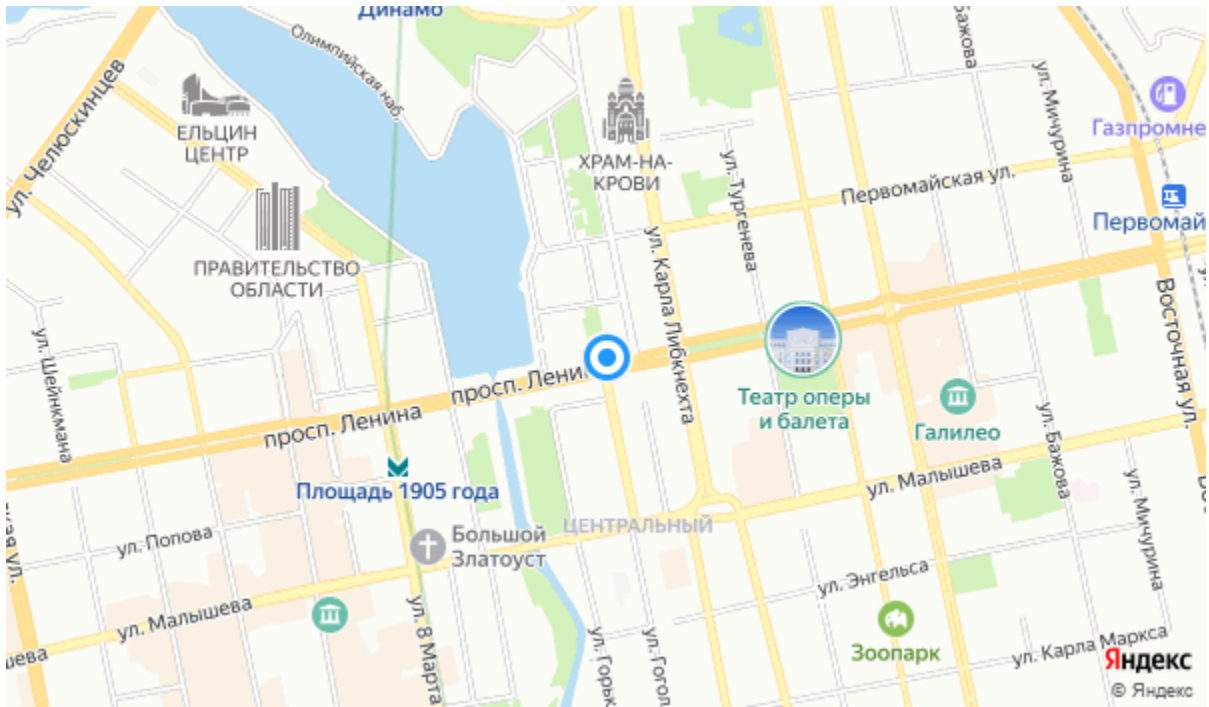 Динамо
ул. Бажова
Олимпийская наб.
ул. Челюскинцев
ул. Мичурина
ЕЛЬЦИН
ЦЕНТР
Газпромне
ХРАМ-НА-
КРОВИ
ул. Тургенева
Первомайская ул.
Первомай
ПРАВИТЕЛЬСТВО
ОБЛАСТИ
ул. Карла Либкнехта
Восточная ул.
ул. Шейнкмана
просп. Ленин
просп. Ленина
Театр оперы
и балета
Галилео
ул. Бажова
ул. Малышева
Площадь 1905 года
ЦЕНТРАЛЬНЫЙ
ул. Мичурина
ул. Попова
Большой
Златоуст
ул. Энгельса
ул. Малышева
ул. 8 Марта
ул. Горьк
ул. Гогол
Зоопарк
ул. Карла Маркса
шева
Яндекс
© Яндекс